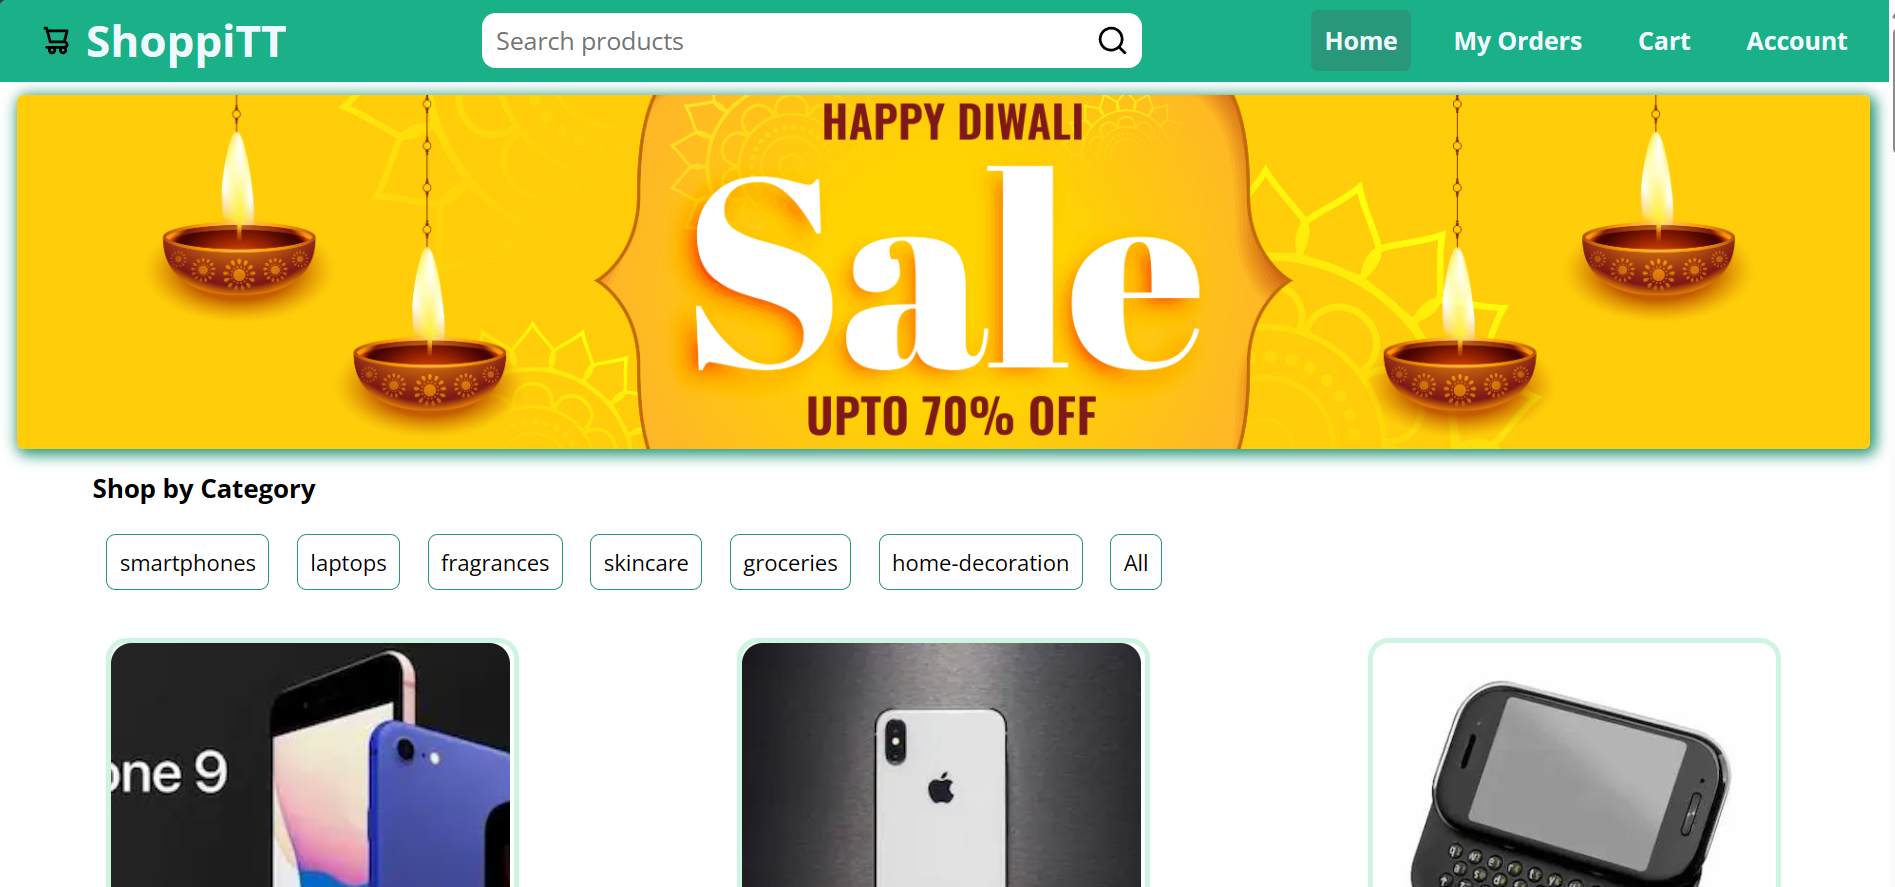 ShoppiTT
Search products
Home
My Orders
Cart
Account
HAPPY DIWALI
Sale
UPTO 70% OFF
Shop by Category
smartphones
laptops
fragrances
skincare
groceries
home-decoration
All
one 9